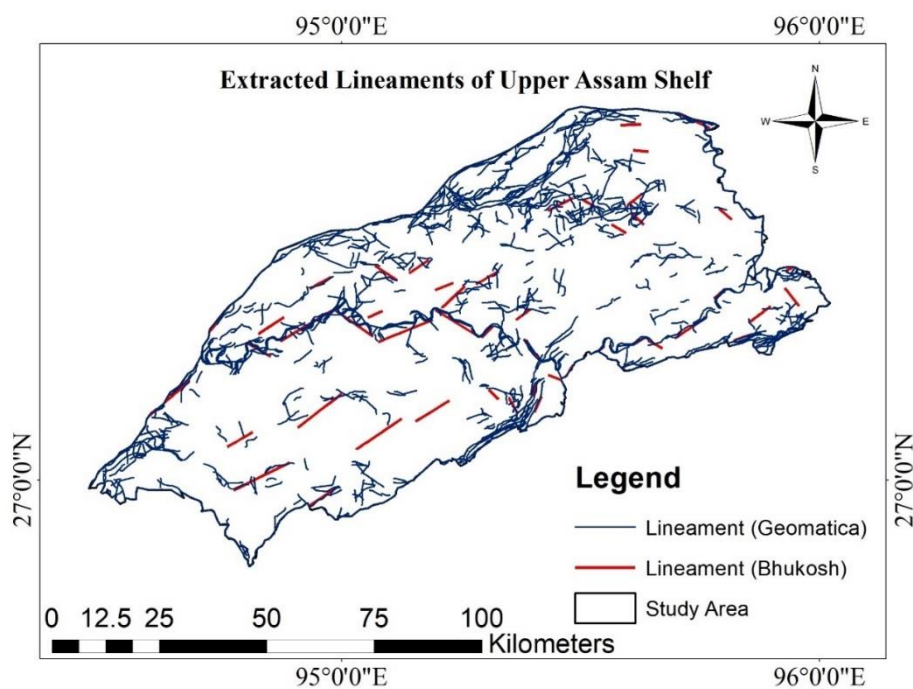 95°0'0"E 96°0'0"E
Extracted Lineaments of Upper Assam Shelf
N
W E
S
27°0'0"N 27°0'0"N
Legend
Lineament (Geomatica)
Lineament (Bhukosh)
Study Area
0 12.5 25 50 75 100
Kilometers
95°0'0"E 96°0'0"E